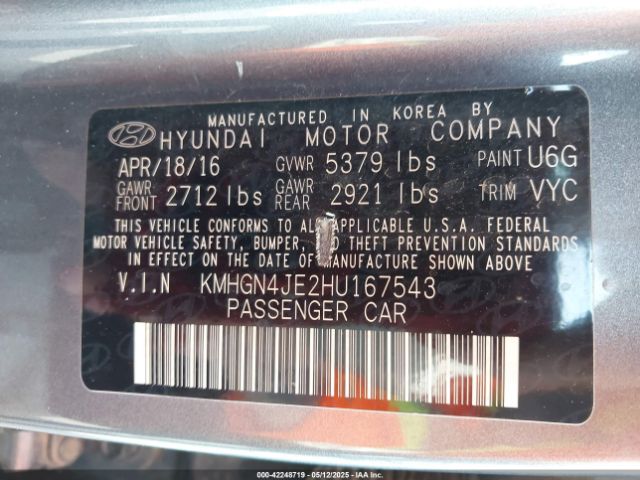 MANUFACTURED IN KOREA BY
HYUNDAI MOTOR COMPANY
APR/18/16 GVWR 5379 lbs PAINT U6G
GAWR FRONT 2712 lbs GAWR REAR 2921 lbs TRIM VYC
THIS VEHICLE CONFORMS TO ALL APPLICABLE U.S.A. FEDERAL
MOTOR VEHICLE SAFETY, BUMPER, THEFT PREVENTION STANDARDS
IN EFFECT ON THE DATE OF MANUFACTURE SHOWN ABOVE.
V.I.N KMHGN4JE2HU167543
PASSENGER CAR
000-42248719 - 05/12/2025 - IAA Inc.